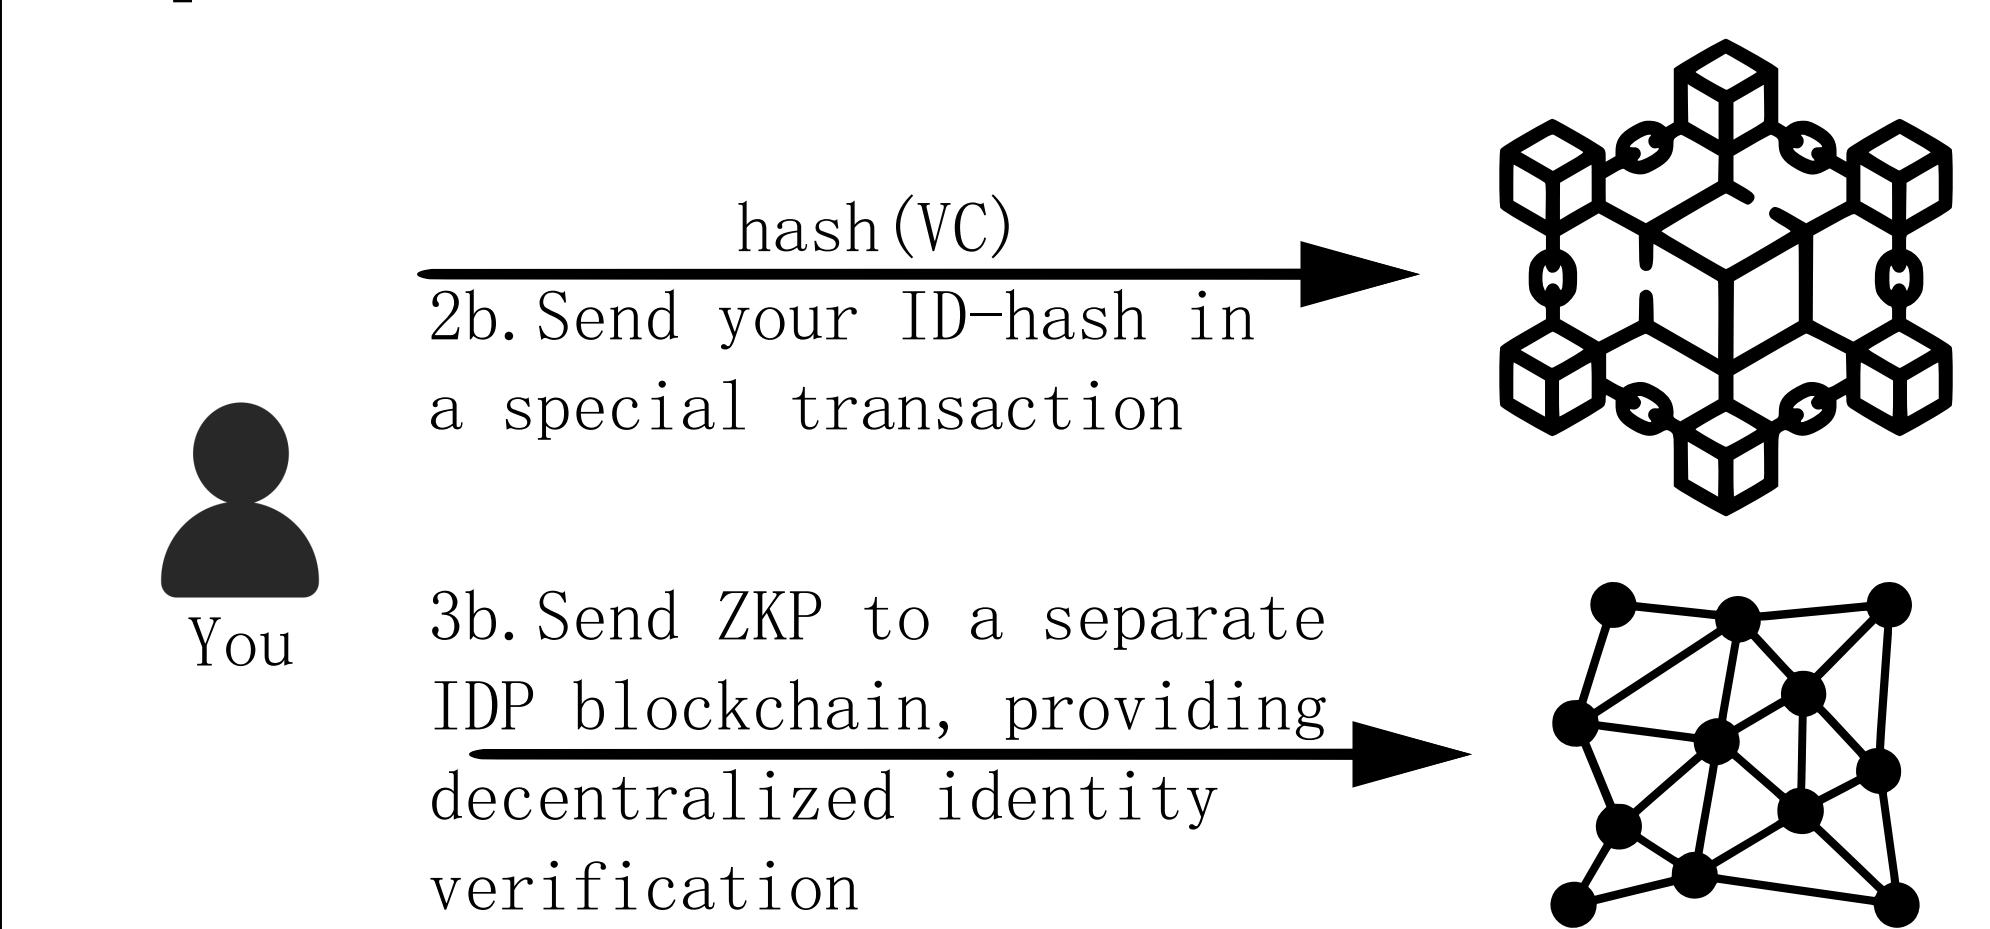 hash(VC)
2b.Send your ID-hash in
a special transaction
You
3b.Send ZKP to a separate
IDP blockchain, providing
decentralized identity
verification